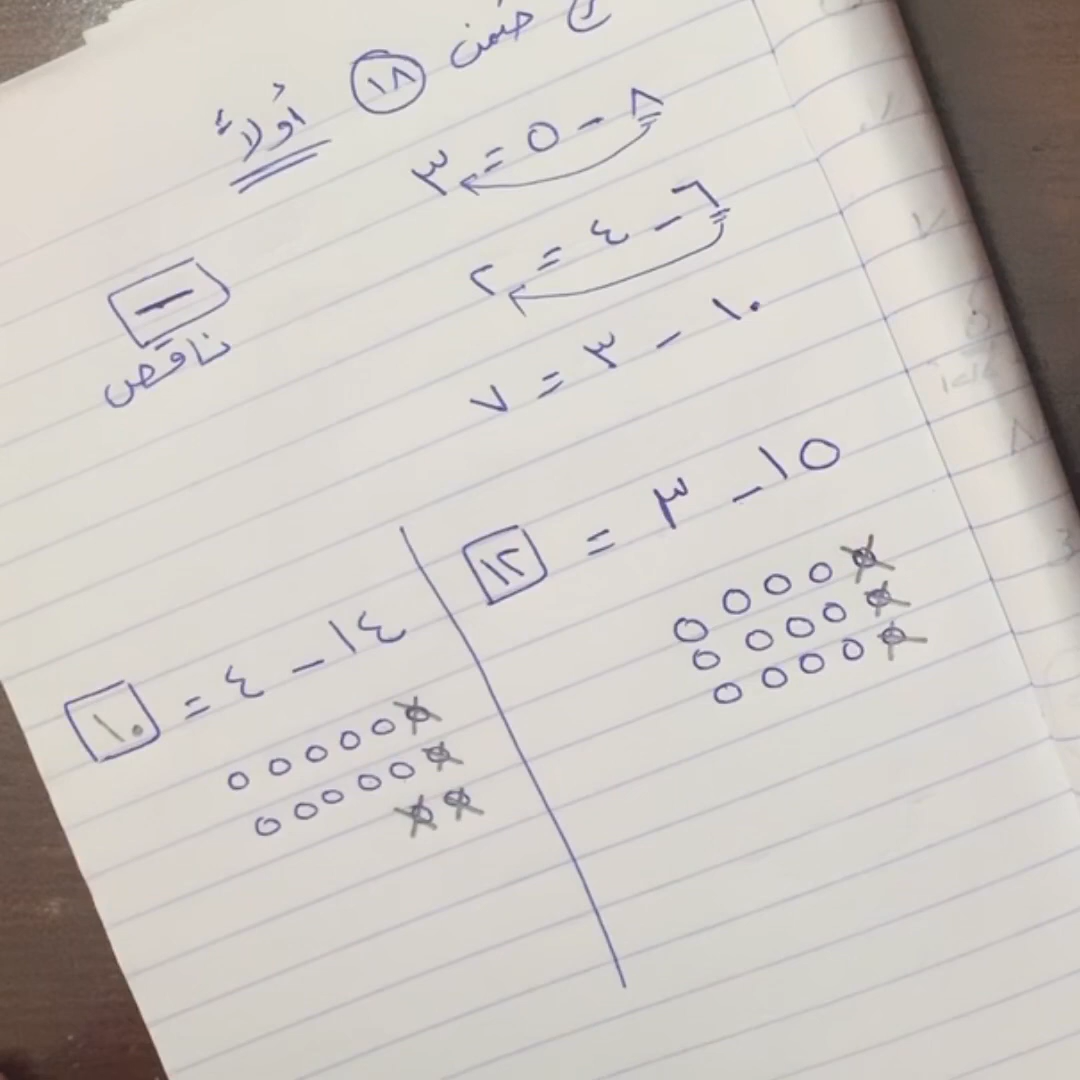 ضمن ١٨
أولاً
٨ - ٥ = ٣
٦ - ٤ = ٢
-
ناقص
١٠ - ٣ = ٧
١٥ - ٣ = ١٢
١٤ - ٤ = ١٠